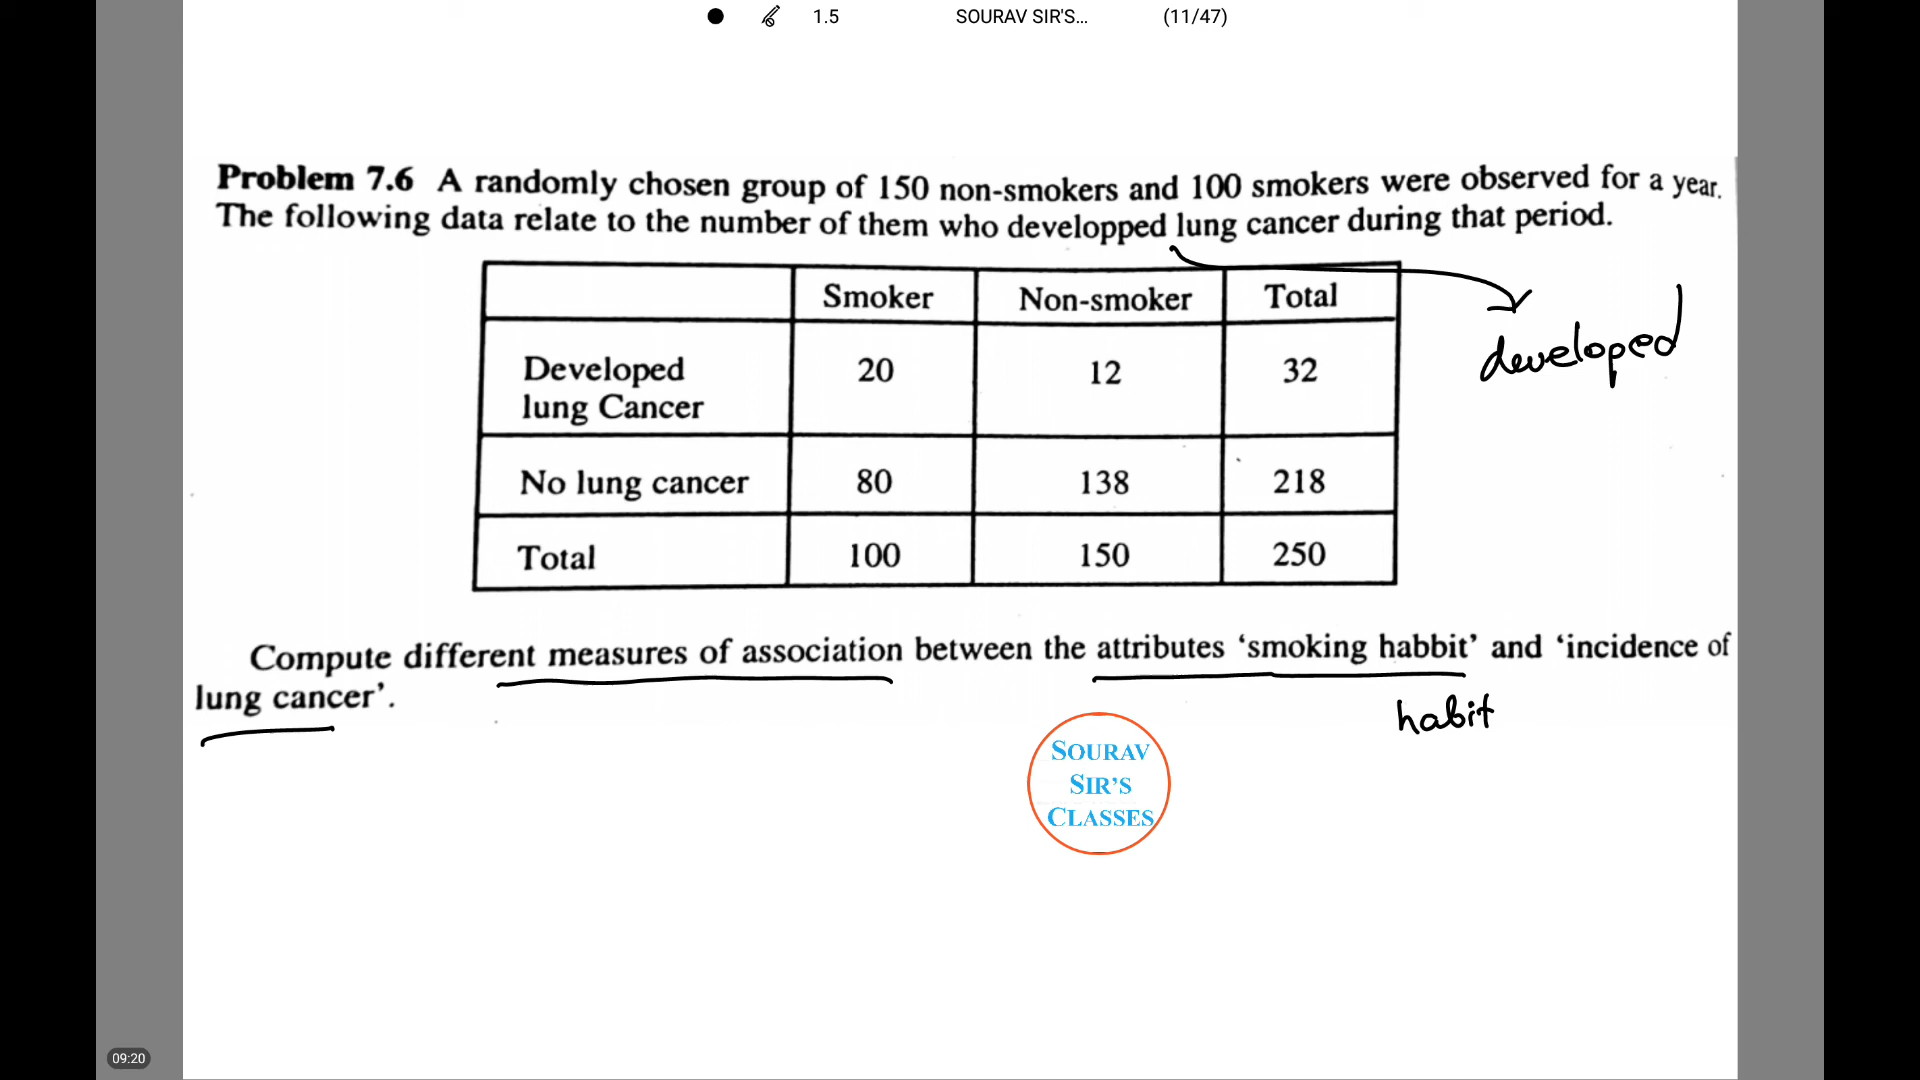 1.5 SOURAV SIR'S... (11/47)
Problem 7.6 A randomly chosen group of 150 non-smokers and 100 smokers were observed for a year.
The following data relate to the number of them who developped lung cancer during that period.
Smoker Non-smoker Total
Developed
lung Cancer 20 12 32
No lung cancer 80 138 218
Total 100 150 250
developed
Compute different measures of association between the attributes ‘smoking habbit’ and ‘incidence of
lung cancer’.
habit
SOURAV
SIR’S
CLASSES
09:20